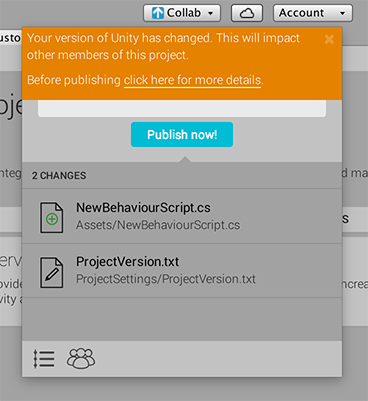 Collab
Account
usto
Your version of Unity has changed. This will impact
other members of this project.
Before publishing click here for more details.
oje
Publish now!
integ
d ma
2 CHANGES
S
NewBehaviourScript.cs
Assets/NewBehaviourScript.cs
erv
ProjectVersion.txt
ovide
ProjectSettings/ProjectVersion.txt
increa
vity a